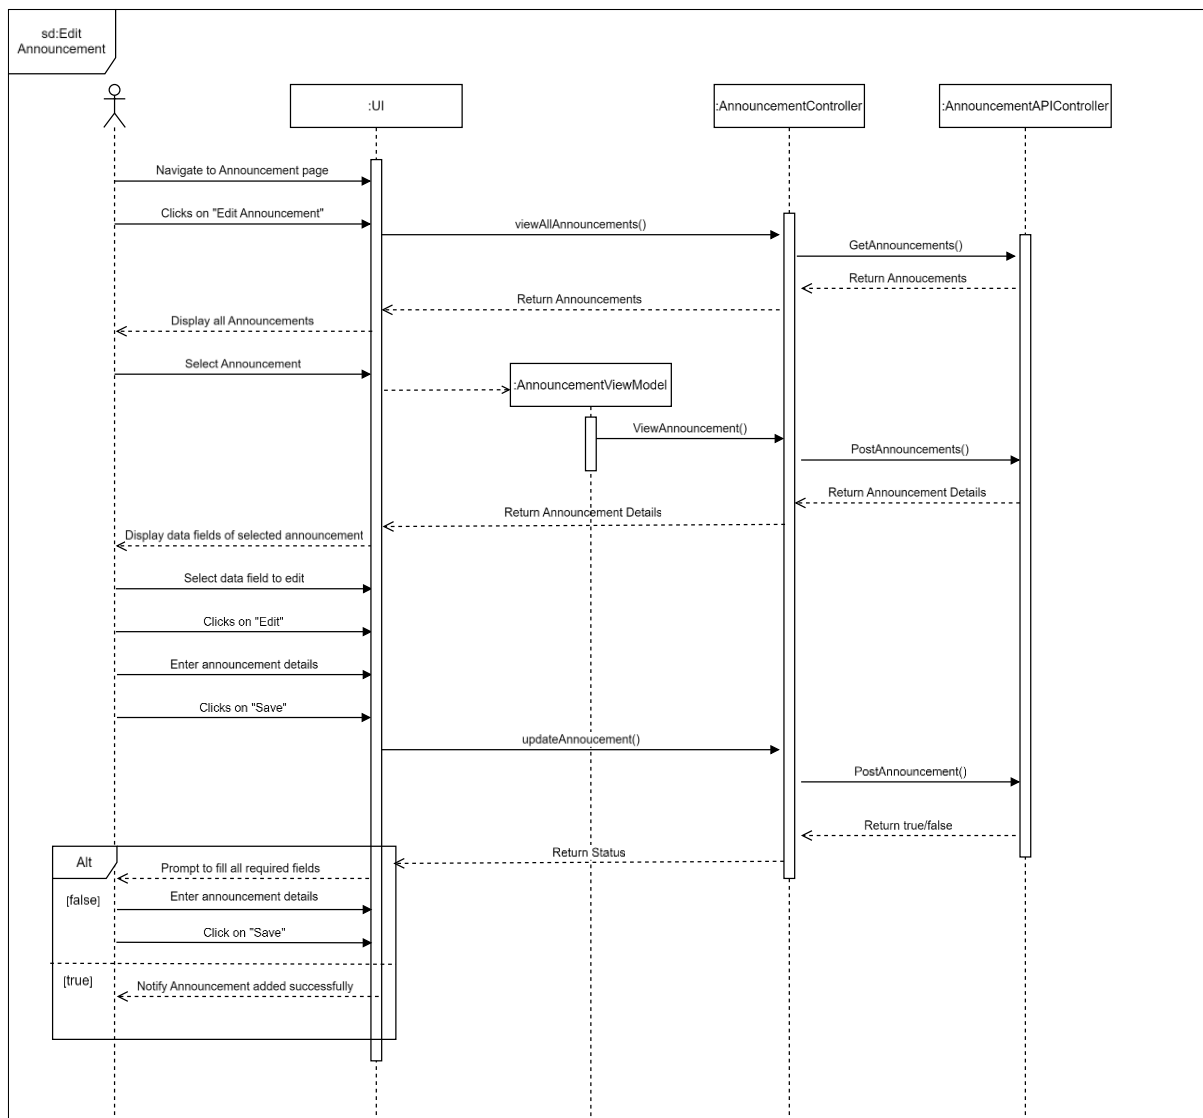 sd:Edit
Announcement
:UI
:AnnouncementController
:AnnouncementAPIController
Navigate to Announcement page
Clicks on "Edit Announcement"
viewAllAnnouncements()
GetAnnouncements()
Return Annoucements
Return Announcements
Display all Announcements
Select Announcement
:AnnouncementViewModel
ViewAnnouncement()
PostAnnouncements()
Return Announcement Details
Return Announcement Details
Display data fields of selected announcement
Select data field to edit
Clicks on "Edit"
Enter announcement details
Clicks on "Save"
updateAnnoucement()
PostAnnouncement()
Return true/false
Return Status
Alt
Prompt to fill all required fields
[false]
Enter announcement details
Click on "Save"
[true]
Notify Announcement added successfully